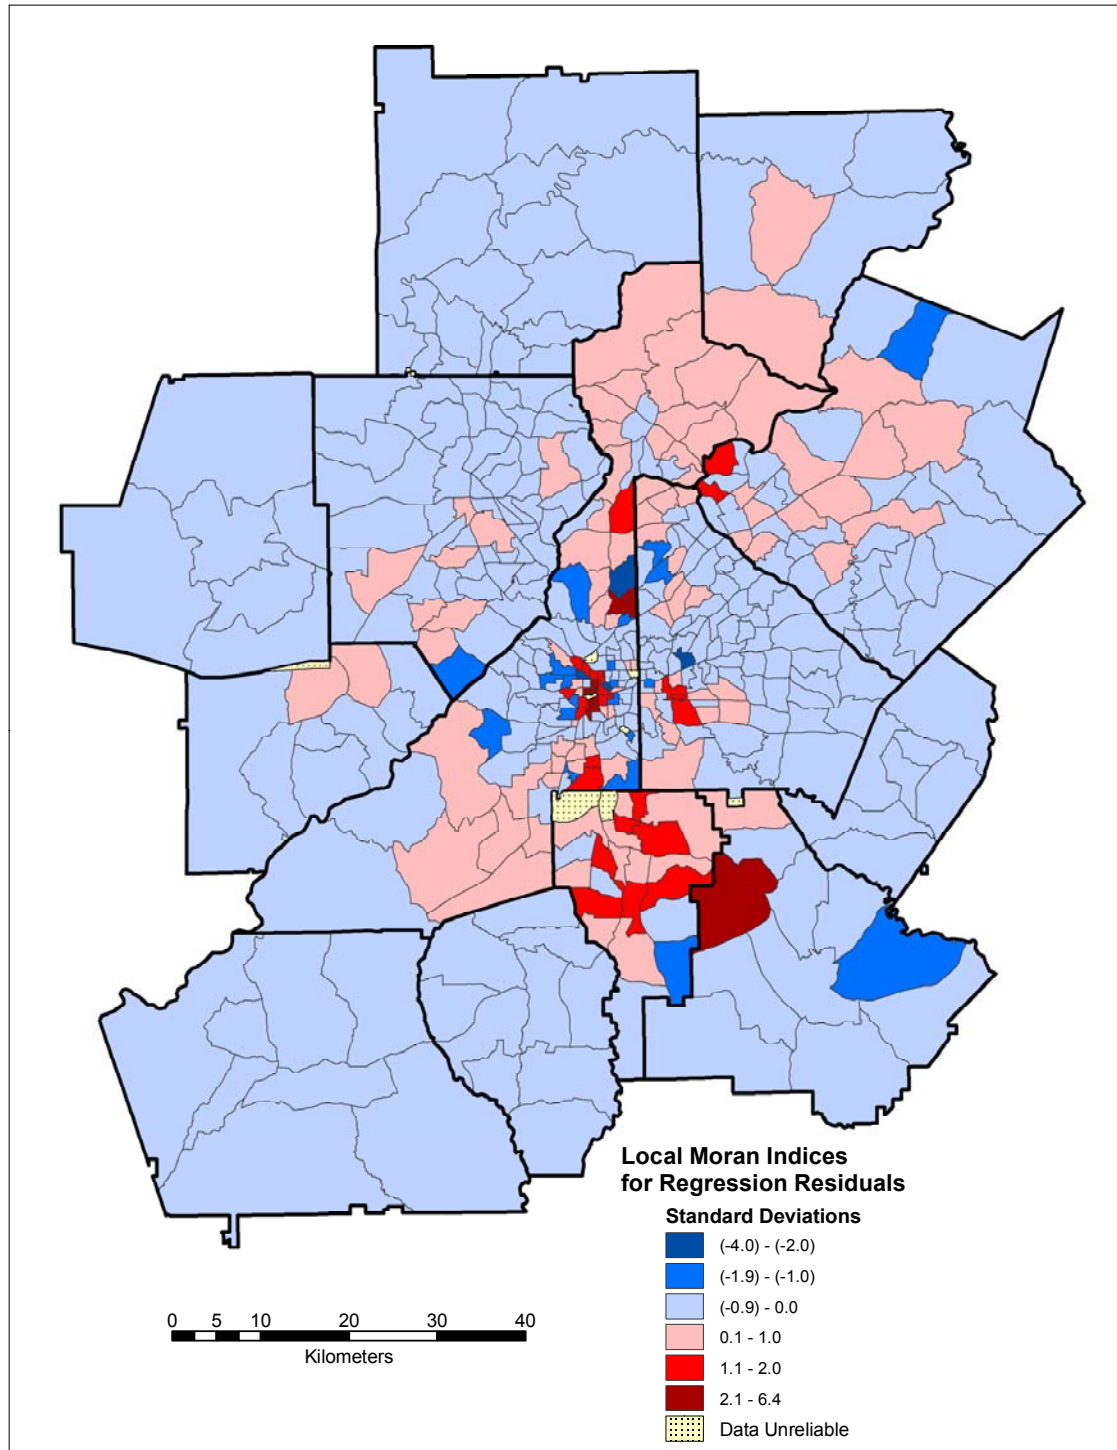 Local Moran Indices
for Regression Residuals
Standard Deviations
(-4.0) - (-2.0)
(-1.9) - (-1.0)
(-0.9) - 0.0
0.1 - 1.0
1.1 - 2.0
2.1 - 6.4
Data Unreliable
0 5 10 20 30 40
Kilometers